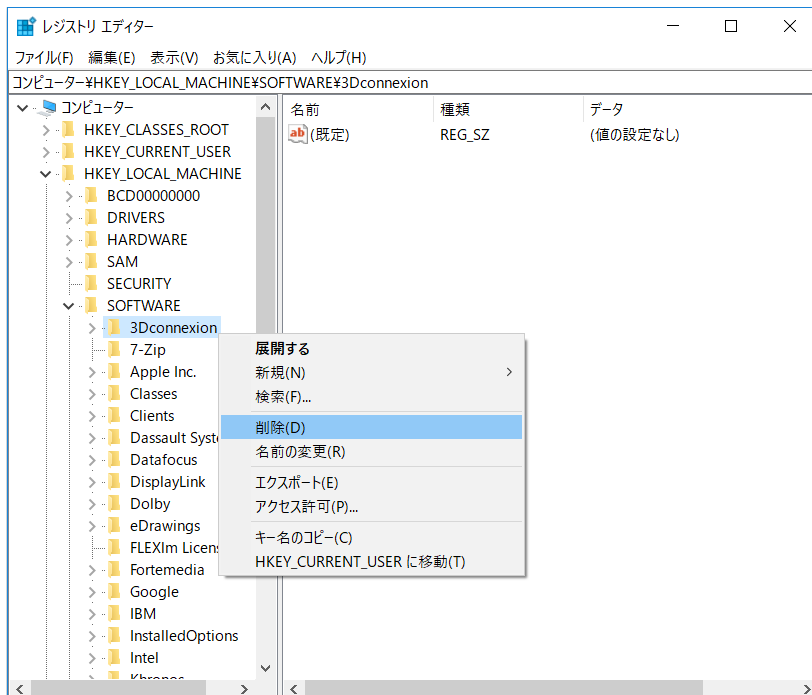 レジストリ エディター
ファイル(F) 編集(E) 表示(V) お気に入り(A) ヘルプ(H)
コンピューター¥HKEY_LOCAL_MACHINE¥SOFTWARE¥3Dconnexion
コンピューター
HKEY_CLASSES_ROOT
HKEY_CURRENT_USER
HKEY_LOCAL_MACHINE
BCD00000000
DRIVERS
HARDWARE
SAM
SECURITY
SOFTWARE
3Dconnexion
7-Zip
Apple Inc.
Classes
Clients
Dassault Syste
Datafocus
DisplayLink
Dolby
eDrawings
FLEXlm Licens
Fortemedia
Google
IBM
InstalledOptions
Intel
Khronos
名前 種類 データ
ab (既定) REG_SZ (値の設定なし)
展開する
新規(N)
検索(F)...
削除(D)
名前の変更(R)
エクスポート(E)
アクセス許可(P)...
キー名のコピー(C)
HKEY_CURRENT_USER に移動(T)